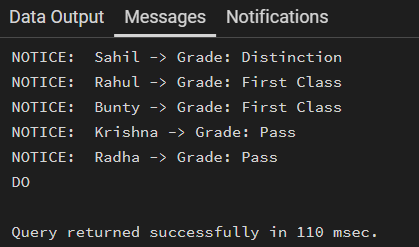 Data Output Messages Notifications
NOTICE:  Sahil -> Grade: Distinction
NOTICE:  Rahul -> Grade: First Class
NOTICE:  Bunty -> Grade: First Class
NOTICE:  Krishna -> Grade: Pass
NOTICE:  Radha -> Grade: Pass
DO
Query returned successfully in 110 msec.